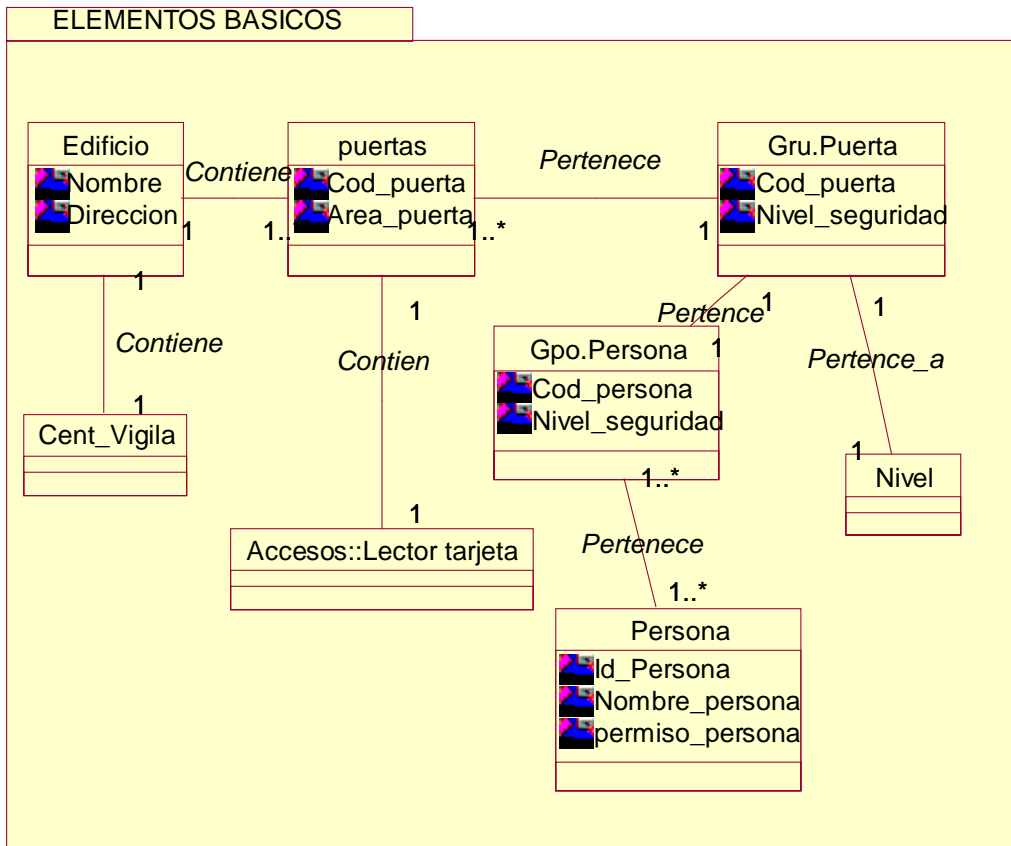 ELEMENTOS BASICOS
Edificio
Nombre
Direccion
Contiene
1
1..
puertas
Cod_puerta
Area_puerta
1..*
Pertenece
1
Gru.Puerta
Cod_puerta
Nivel_seguridad
1
Contiene
1
Cent_Vigila
1
Contien
1
Accesos::Lector tarjeta
1
Pertence
1
Gpo.Persona
Cod_persona
Nivel_seguridad
1..*
1
Pertence_a
1
Nivel
Pertenece
1..*
Persona
Id_Persona
Nombre_persona
permiso_persona